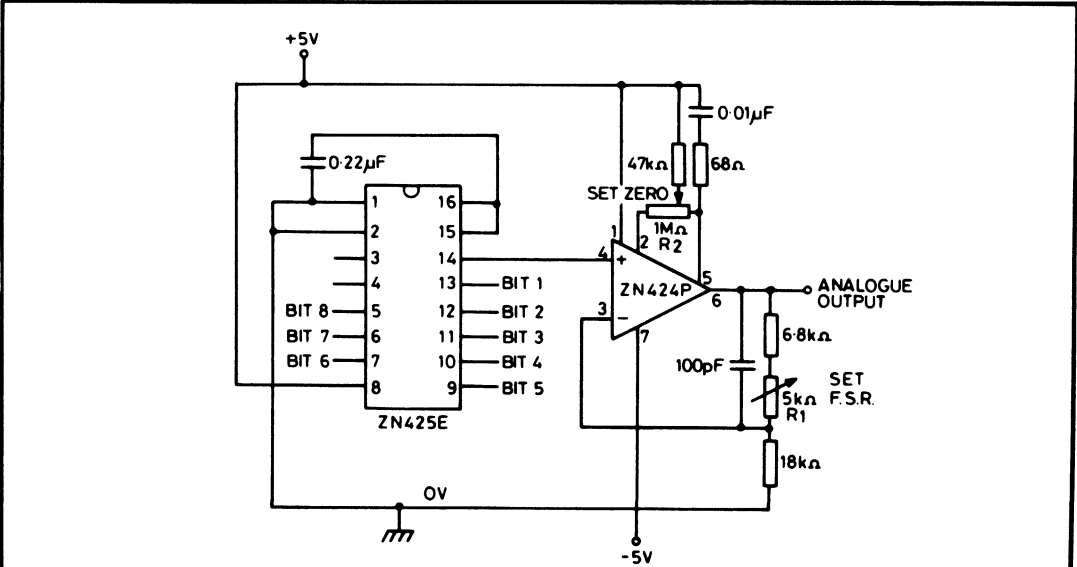 +5V
0·01µF
0·22µF
47kΩ
68Ω
SET ZERO
1MΩ
R2
1
16
2
15
3
14
4
13
BIT 1
BIT 8
5
12
BIT 2
BIT 7
6
11
BIT 3
BIT 6
7
10
BIT 4
8
9
BIT 5
ZN425E
1
2
4
+
ZN424P
5
6
3
−
7
ANALOGUE
OUTPUT
6·8kΩ
100pF
SET
F.S.R.
5kΩ
R1
18kΩ
0V
-5V